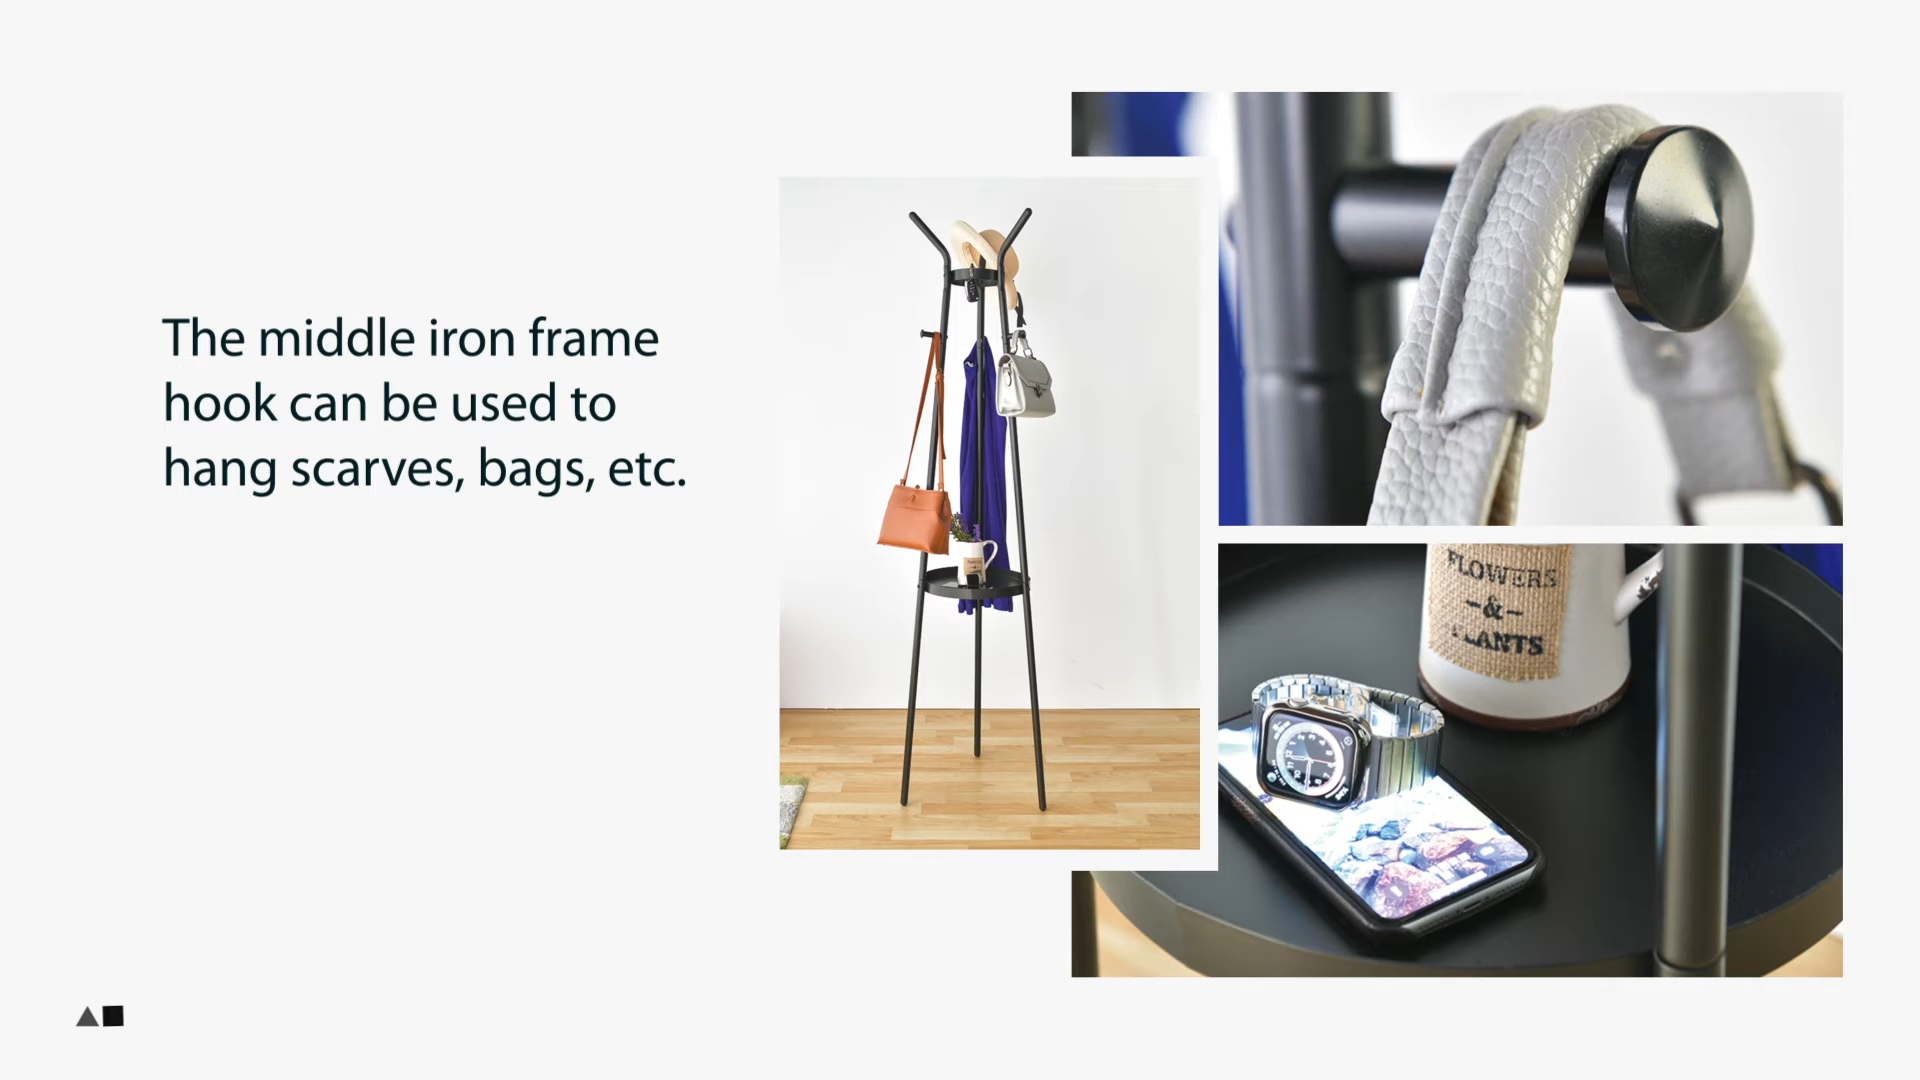 The middle iron frame
hook can be used to
hang scarves, bags, etc.
FLOWERS
-&-
PLANTS